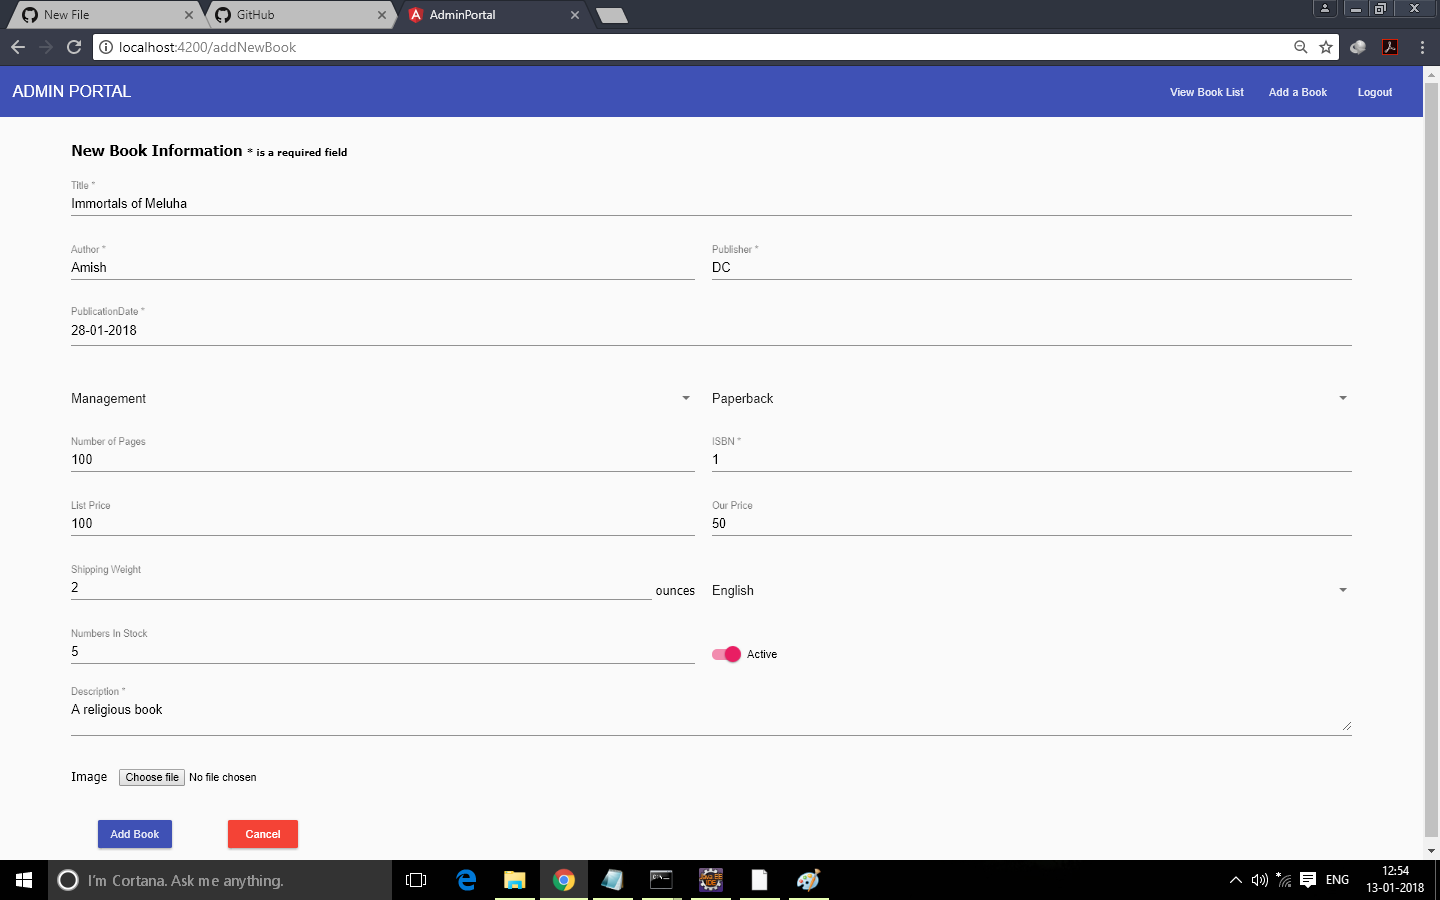 New File
GitHub
AdminPortal
localhost:4200/addNewBook
ADMIN PORTAL
View Book List
Add a Book
Logout
New Book Information * is a required field
Title *
Immortals of Meluha
Author *
Publisher *
Amish
DC
PublicationDate *
28-01-2018
Management
Paperback
Number of Pages
ISBN *
100
1
List Price
Our Price
100
50
Shipping Weight
2
ounces
English
Numbers In Stock
5
Active
Description *
A religious book
Image
Choose file
No file chosen
Add Book
Cancel
I'm Cortana. Ask me anything.
ENG
12:54
13-01-2018